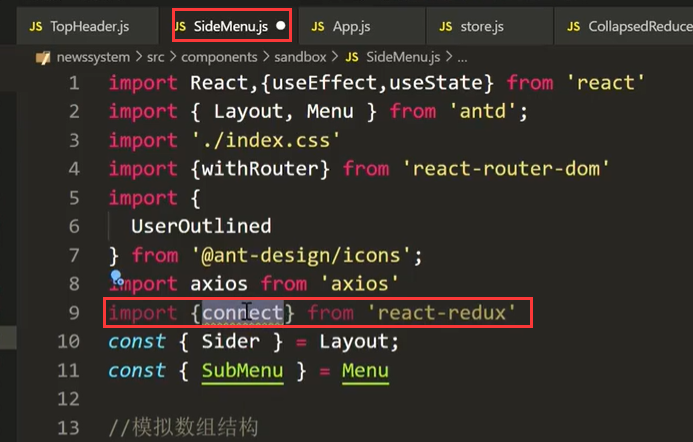 JS TopHeader.js JS SideMenu.js JS App.js JS store.js JS CollapsedReduce
newssystem > src > components > sandbox > JS SideMenu.js > ...
1 import React,{useEffect,useState} from 'react'
2 import { Layout, Menu } from 'antd';
3 import './index.css'
4 import {withRouter} from 'react-router-dom'
5 import {
6 UserOutlined
7 } from '@ant-design/icons';
8 import axios from 'axios'
9 import {connect} from 'react-redux'
10 const { Sider } = Layout;
11 const { SubMenu } = Menu
12
13 //模拟数组结构